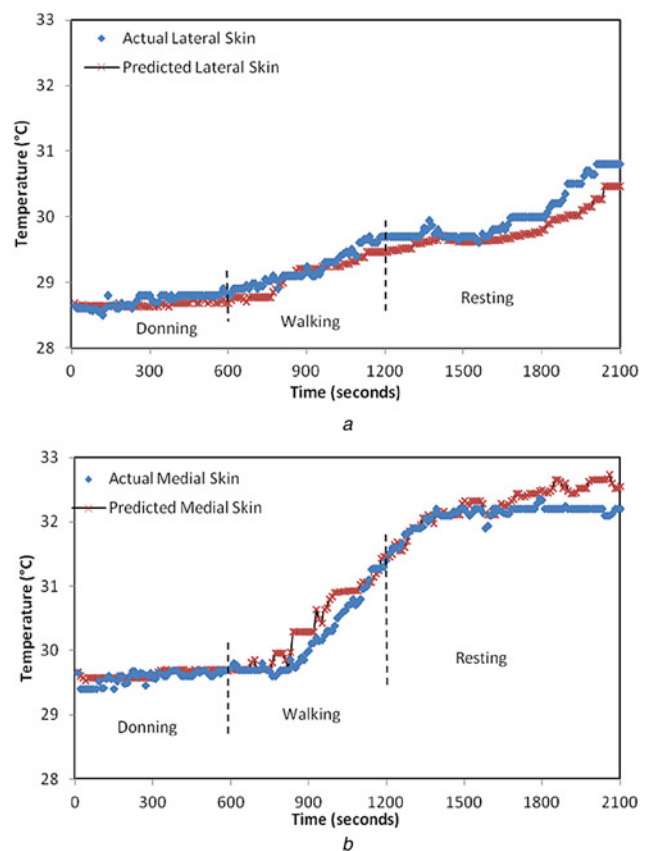 33
Actual Lateral Skin
Predicted Lateral Skin
32
31
30
29
28
Temperature (°C)
Donning
Walking
Resting
0 300 600 900 1200 1500 1800 2100
Time (seconds)
a
33
Actual Medial Skin
Predicted Medial Skin
32
31
30
29
28
Temperature (°C)
Donning
Walking
Resting
0 300 600 900 1200 1500 1800 2100
Time (seconds)
b